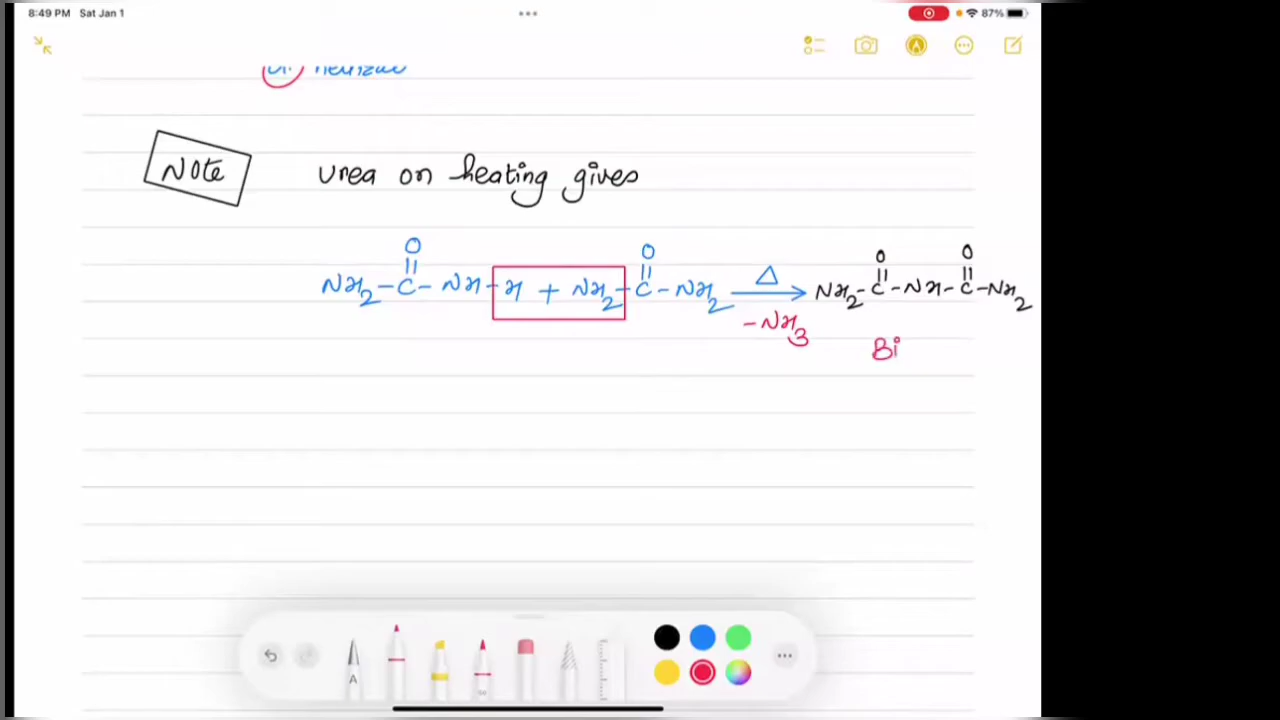 8:49 PM Sat Jan 1
87%
Note urea on heating gives
O O O O
NH2-C-NH-H + NH2-C-NH2 → NH2-C-NH-C-NH2
Δ
-NH3
Bi
A
50